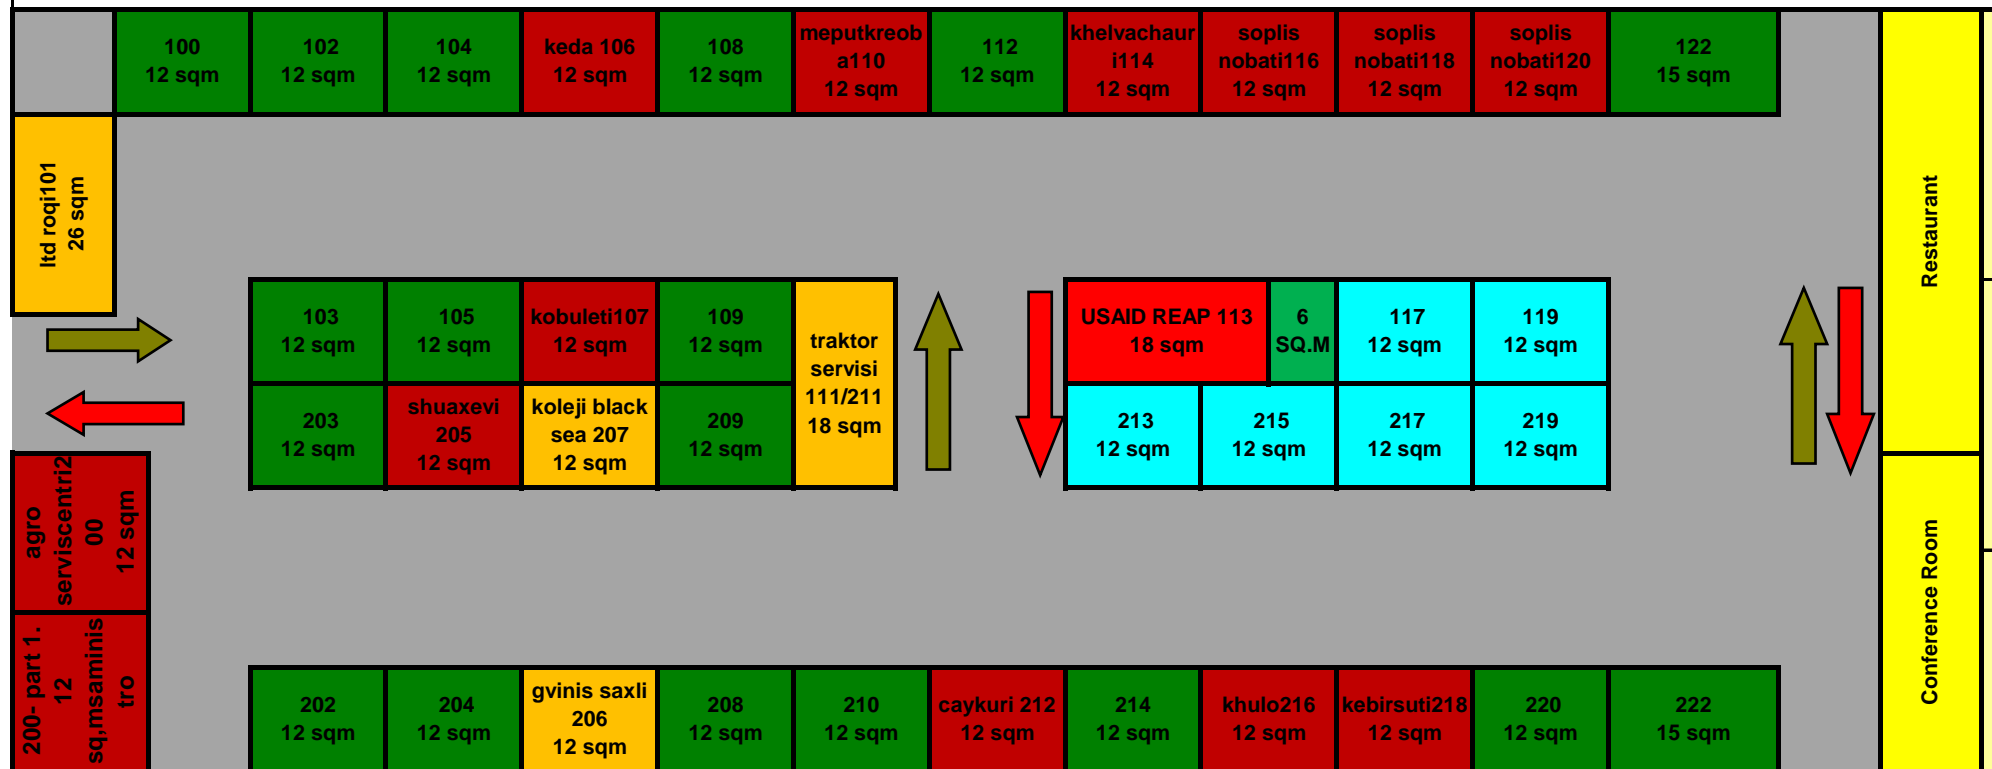 100
12 sqm
102
12 sqm
104
12 sqm
keda 106
12 sqm
108
12 sqm
meputkreob
a110
12 sqm
112
12 sqm
khelvachaur
i114
12 sqm
soplis
nobati116
12 sqm
soplis
nobati118
12 sqm
soplis
nobati120
12 sqm
122
15 sqm
ltd roqi101
26 sqm
Restaurant
103
12 sqm
105
12 sqm
kobuleti107
12 sqm
109
12 sqm
traktor
servisi
111/211
18 sqm
USAID REAP 113
18 sqm
6
SQ.M
117
12 sqm
119
12 sqm
203
12 sqm
shuaxevi
205
12 sqm
koleji black
sea 207
12 sqm
209
12 sqm
213
12 sqm
215
12 sqm
217
12 sqm
219
12 sqm
agro
serviscentri2
00
12 sqm
Conference Room
200- part 1.
12
sq,msaminis
tro
202
12 sqm
204
12 sqm
gvinis saxli
206
12 sqm
208
12 sqm
210
12 sqm
caykuri 212
12 sqm
214
12 sqm
khulo216
12 sqm
kebirsuti218
12 sqm
220
12 sqm
222
15 sqm